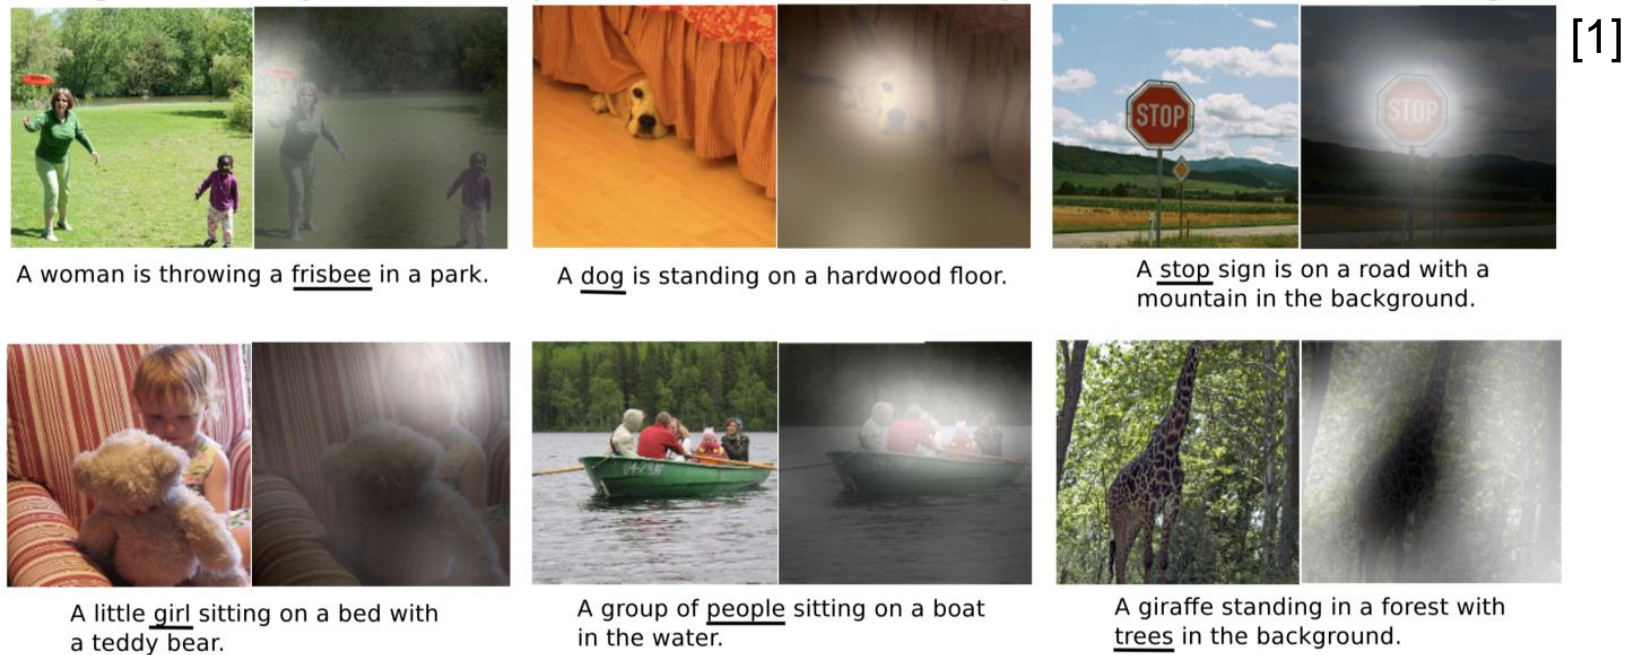 [1]
STOP
STOP
A woman is throwing a frisbee in a park.
A dog is standing on a hardwood floor.
A stop sign is on a road with a
mountain in the background.
A little girl sitting on a bed with
a teddy bear.
A group of people sitting on a boat
in the water.
A giraffe standing in a forest with
trees in the background.